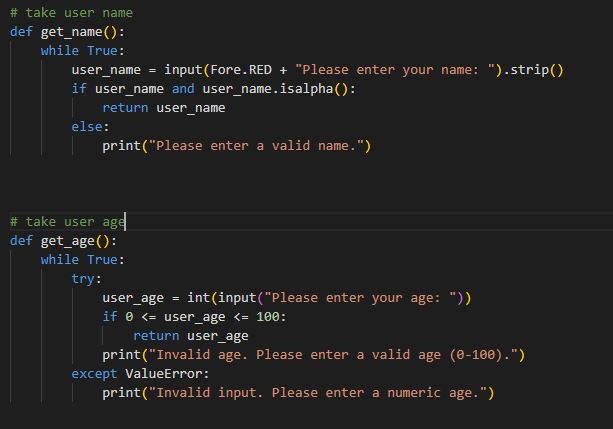 # take user name
def get_name():
    while True:
        user_name = input(Fore.RED + "Please enter your name: ").strip()
        if user_name and user_name.isalpha():
            return user_name
        else:
            print("Please enter a valid name.")
# take user age
def get_age():
    while True:
        try:
            user_age = int(input("Please enter your age: "))
            if 0 <= user_age <= 100:
                return user_age
            print("Invalid age. Please enter a valid age (0-100).")
        except ValueError:
            print("Invalid input. Please enter a numeric age.")